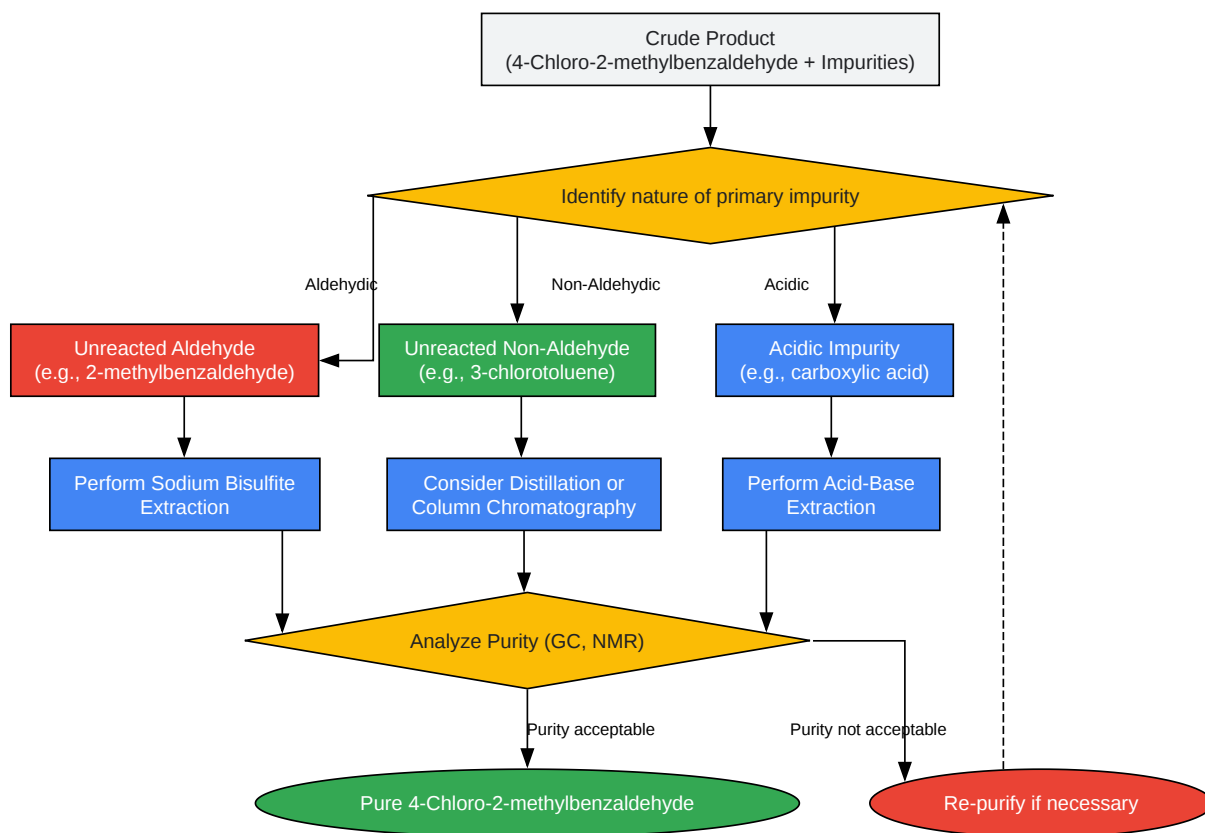 Crude Product
(4-Chloro-2-methylbenzaldehyde + Impurities)
Identify nature of primary impurity
Aldehydic
Non-Aldehydic
Acidic
Unreacted Aldehyde
(e.g., 2-methylbenzaldehyde)
Unreacted Non-Aldehyde
(e.g., 3-chlorotoluene)
Acidic Impurity
(e.g., carboxylic acid)
Perform Sodium Bisulfite
Extraction
Consider Distillation or
Column Chromatography
Perform Acid-Base
Extraction
Analyze Purity (GC, NMR)
Purity acceptable
Purity not acceptable
Pure 4-Chloro-2-methylbenzaldehyde
Re-purify if necessary